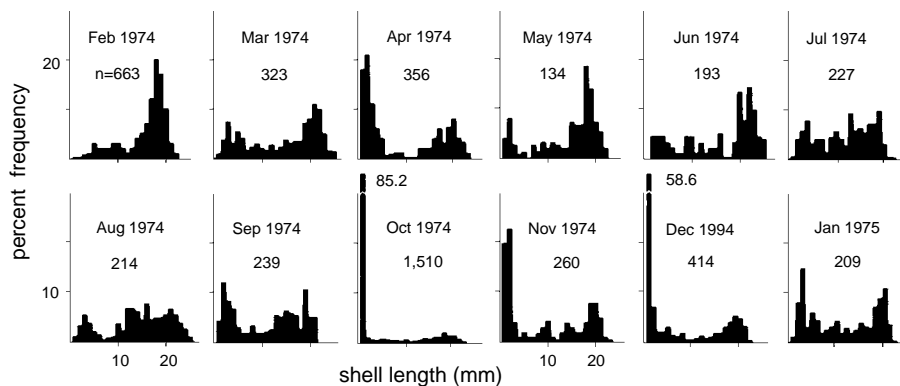 Feb 1974 Mar 1974 Apr 1974 May 1974 Jun 1974 Jul 1974
20
n=663 323 356 134 193 227
percent frequency
85.2 58.6
Aug 1974 Sep 1974 Oct 1974 Nov 1974 Dec 1994 Jan 1975
214 239 1,510 260 414 209
10
10 20 10 20
shell length (mm)